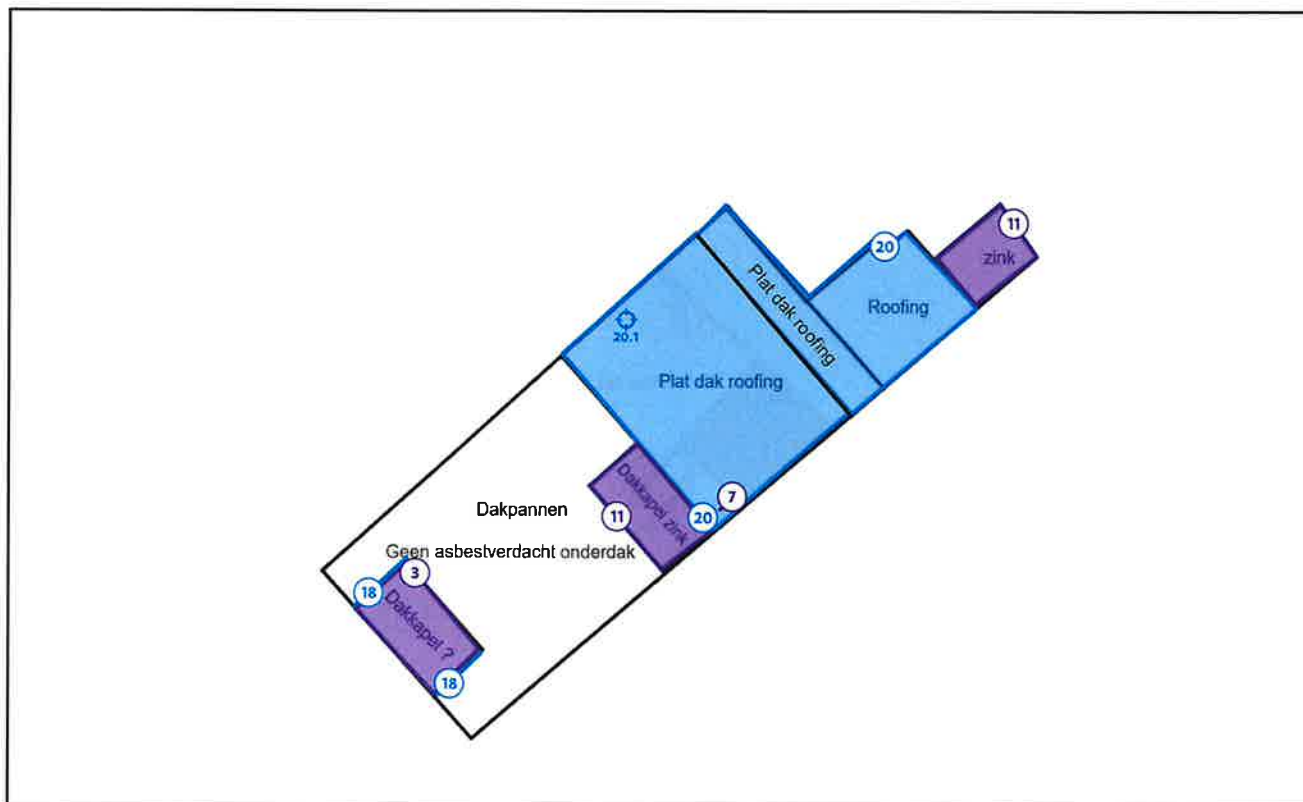 11
zink
20
Roofing
Plat dak roofing
20.1
Plat dak roofing
Dakkapel zink
7
20
11
Dakpannen
Geen asbestverdacht onderdak
3
18
Dakkapel ?
18